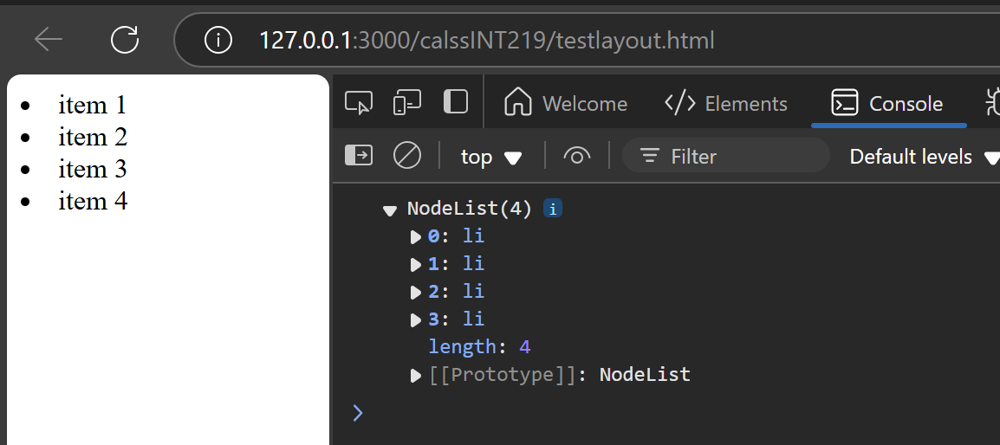 127.0.0.1:3000/calssINT219/testlayout.html
item 1
item 2
item 3
item 4
Welcome
Elements
Console
top
Filter
Default levels
NodeList(4)
0: li
1: li
2: li
3: li
length: 4
[[Prototype]]: NodeList